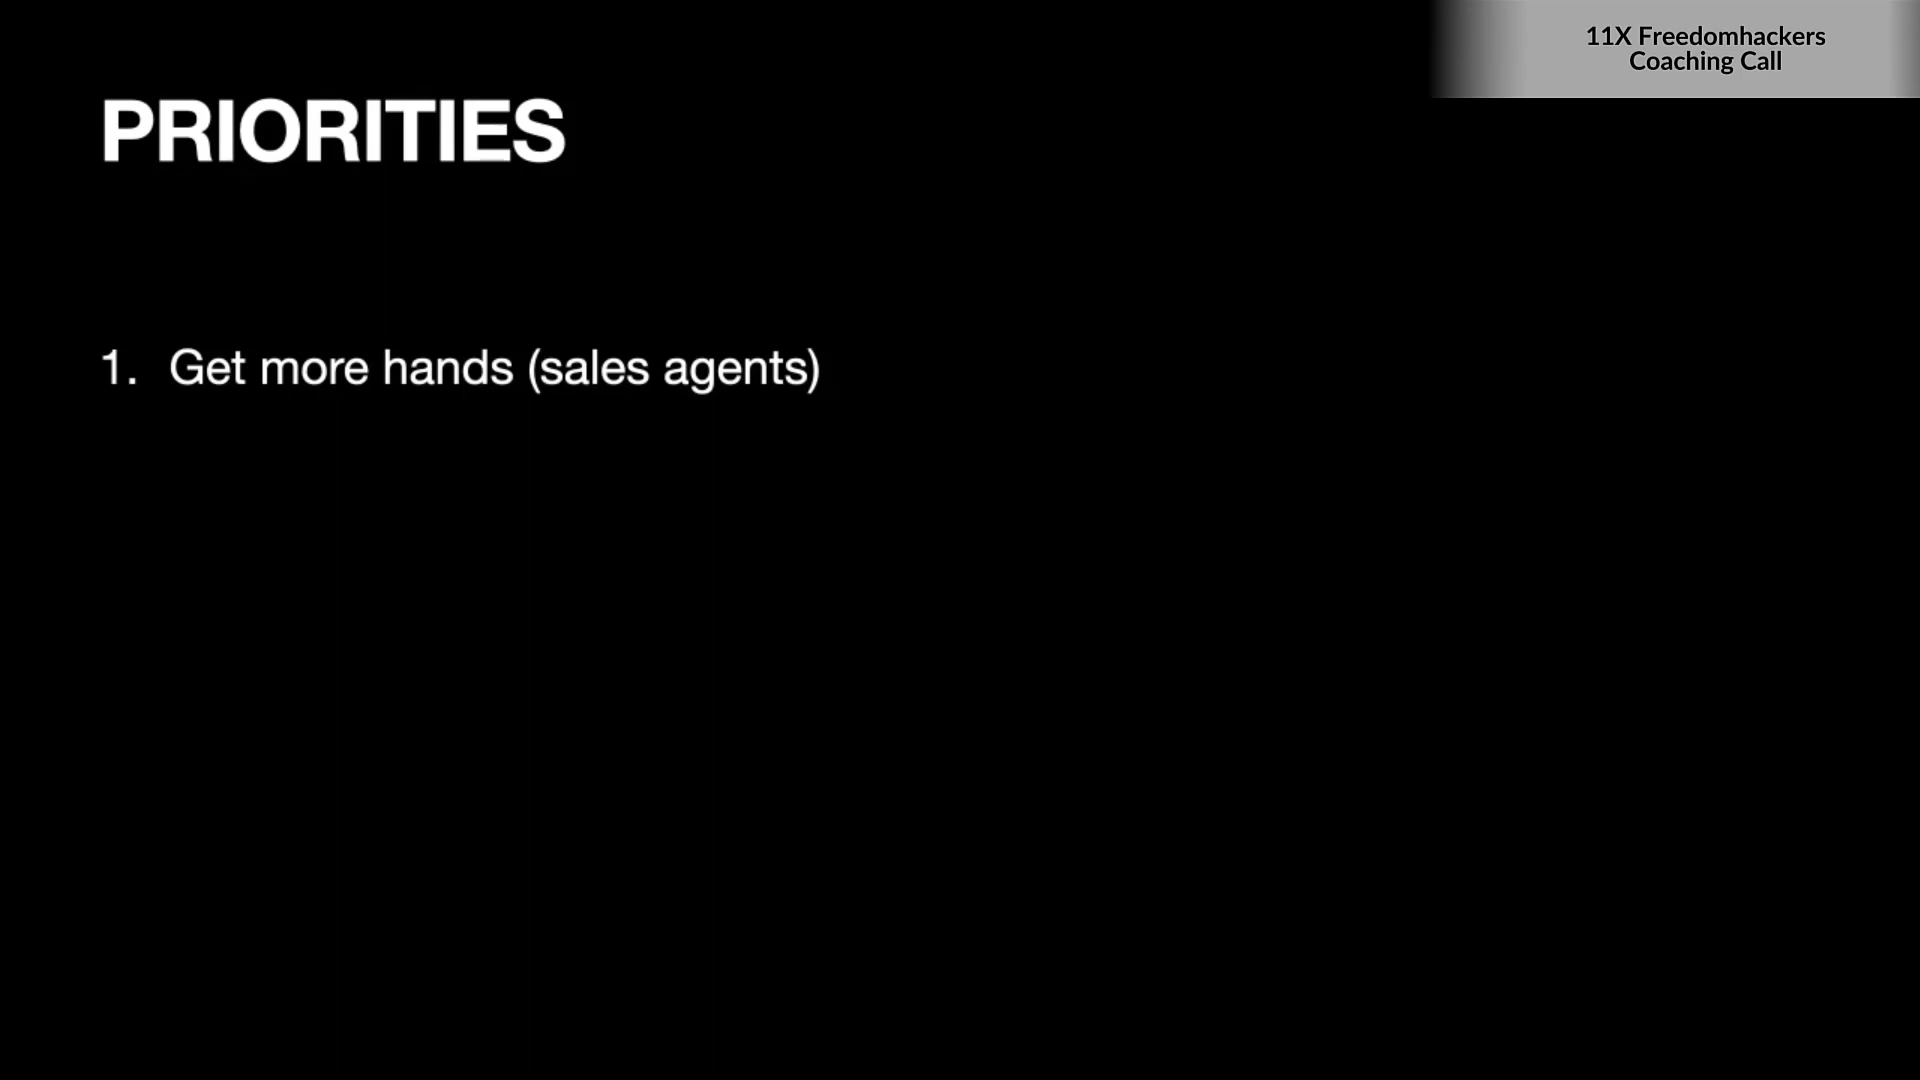 11X Freedomhackers
Coaching Call
PRIORITIES
1. Get more hands (sales agents)